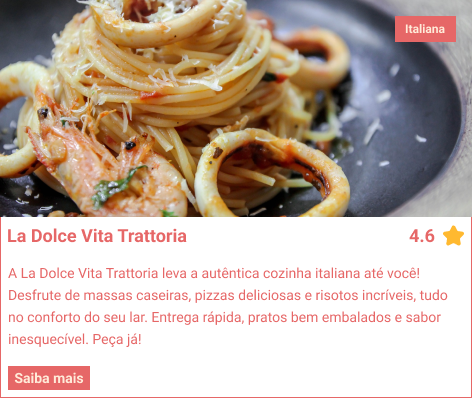 Italiana
La Dolce Vita Trattoria 4.6
A La Dolce Vita Trattoria leva a autêntica cozinha italiana até você!
Desfrute de massas caseiras, pizzas deliciosas e risotos incríveis, tudo
no conforto do seu lar. Entrega rápida, pratos bem embalados e sabor
inesquecível. Peça já!
Saiba mais